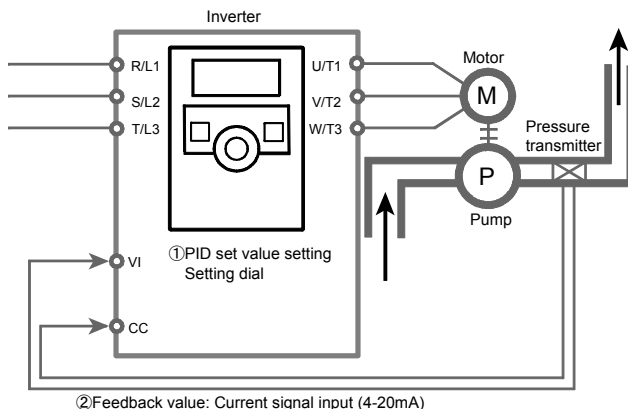 Inverter
R/L1
S/L2
T/L3
U/T1
V/T2
W/T3
Motor
M
Pressure
transmitter
P
Pump
①PID set value setting
Setting dial
VI
CC
②Feedback value: Current signal input (4-20mA)